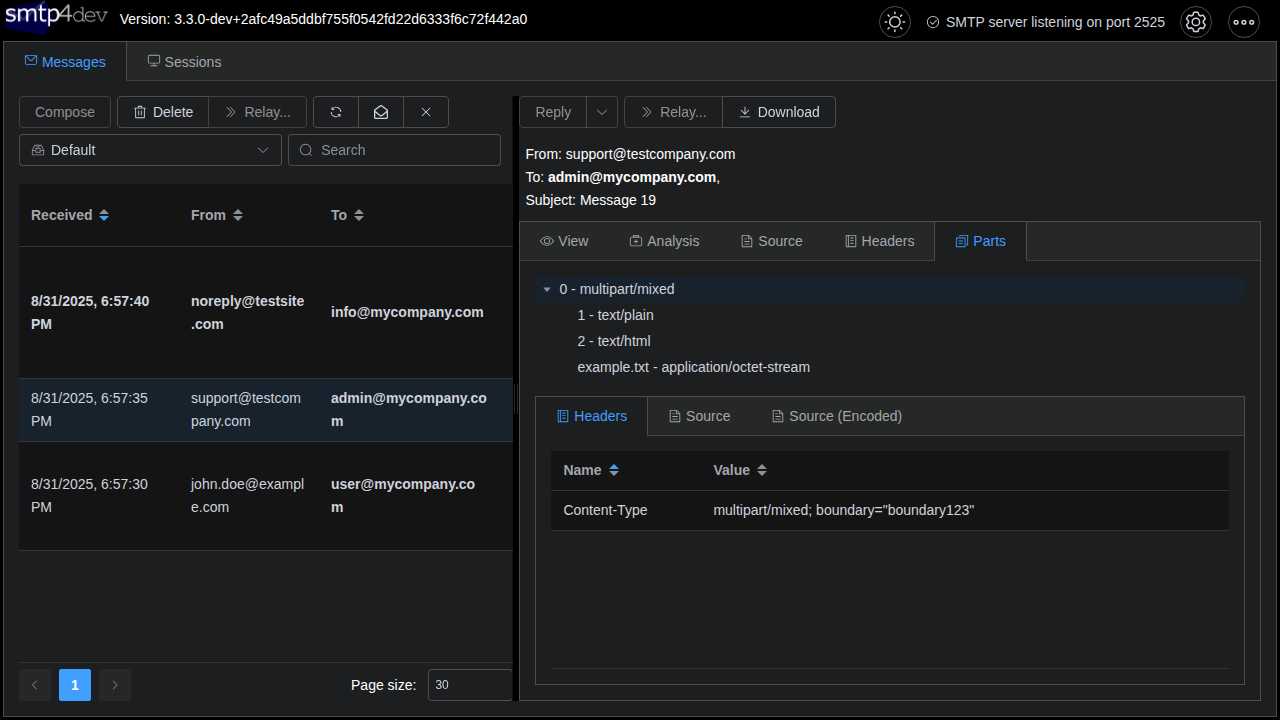 smtp4dev
Version: 3.3.0-dev+2afc49a5ddbf755f0542fd22d6333f6c72f442a0
SMTP server listening on port 2525
Messages
Sessions
Compose
Delete
Relay...
Default
Search
Received
From
To
8/31/2025, 6:57:40
PM
noreply@testsite
.com
info@mycompany.com
8/31/2025, 6:57:35
PM
support@testcom
pany.com
admin@mycompany.co
m
8/31/2025, 6:57:30
PM
john.doe@exampl
e.com
user@mycompany.co
m
1
Page size:
30
Reply
Relay...
Download
From: support@testcompany.com
To: admin@mycompany.com,
Subject: Message 19
View
Analysis
Source
Headers
Parts
0 - multipart/mixed
1 - text/plain
2 - text/html
example.txt - application/octet-stream
Headers
Source
Source (Encoded)
Name
Value
Content-Type
multipart/mixed; boundary="boundary123"